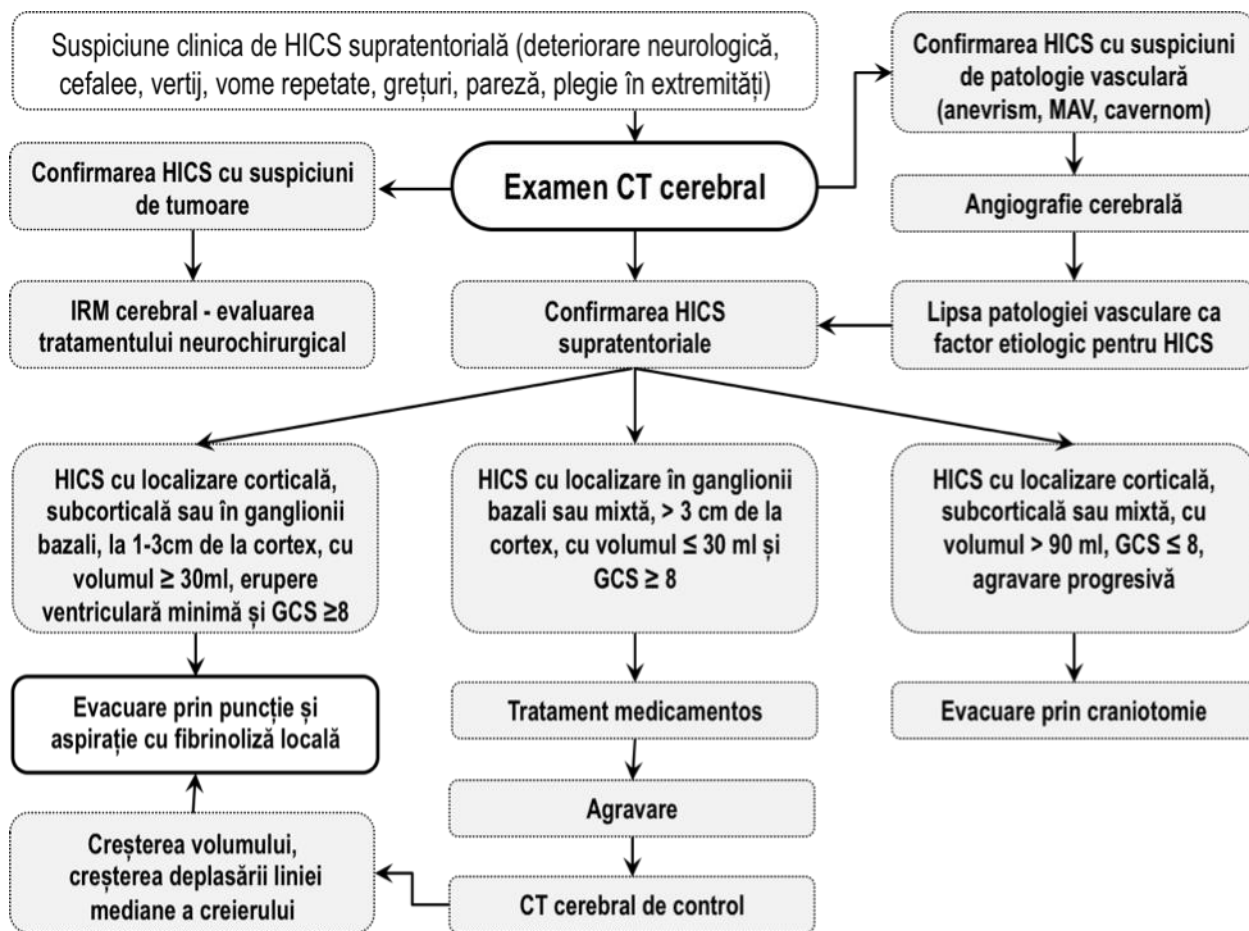 Suspiciune clinica de HICS supratentorială (deteriorare neurologică,
cefalee, vertij, vome repetate, grețuri, pareză, plegie în extremități)
Confirmarea HICS cu suspiciuni
de patologie vasculară
(anevrism, MAV, cavernom)
Confirmarea HICS cu suspiciuni
de tumoare
Examen CT cerebral
Angiografie cerebrală
IRM cerebral - evaluarea
tratamentului neurochirurgical
Confirmarea HICS
supratentoriale
Lipsa patologiei vasculare ca
factor etiologic pentru HICS
HICS cu localizare corticală,
subcorticală sau în ganglionii
bazali, la 1-3cm de la cortex, cu
volumul ≥ 30ml, erupere
ventriculară minimă și GCS ≥8
HICS cu localizare în ganglionii
bazali sau mixtă, > 3 cm de la
cortex, cu volumul ≤ 30 ml și
GCS ≥ 8
HICS cu localizare corticală,
subcorticală sau mixtă, cu
volumul > 90 ml, GCS ≤ 8,
agravare progresivă
Evacuare prin puncție și
aspirație cu fibrinoliză locală
Tratament medicamentos
Evacuare prin craniotomie
Agravare
Creșterea volumului,
creșterea deplasării liniei
mediane a creierului
CT cerebral de control